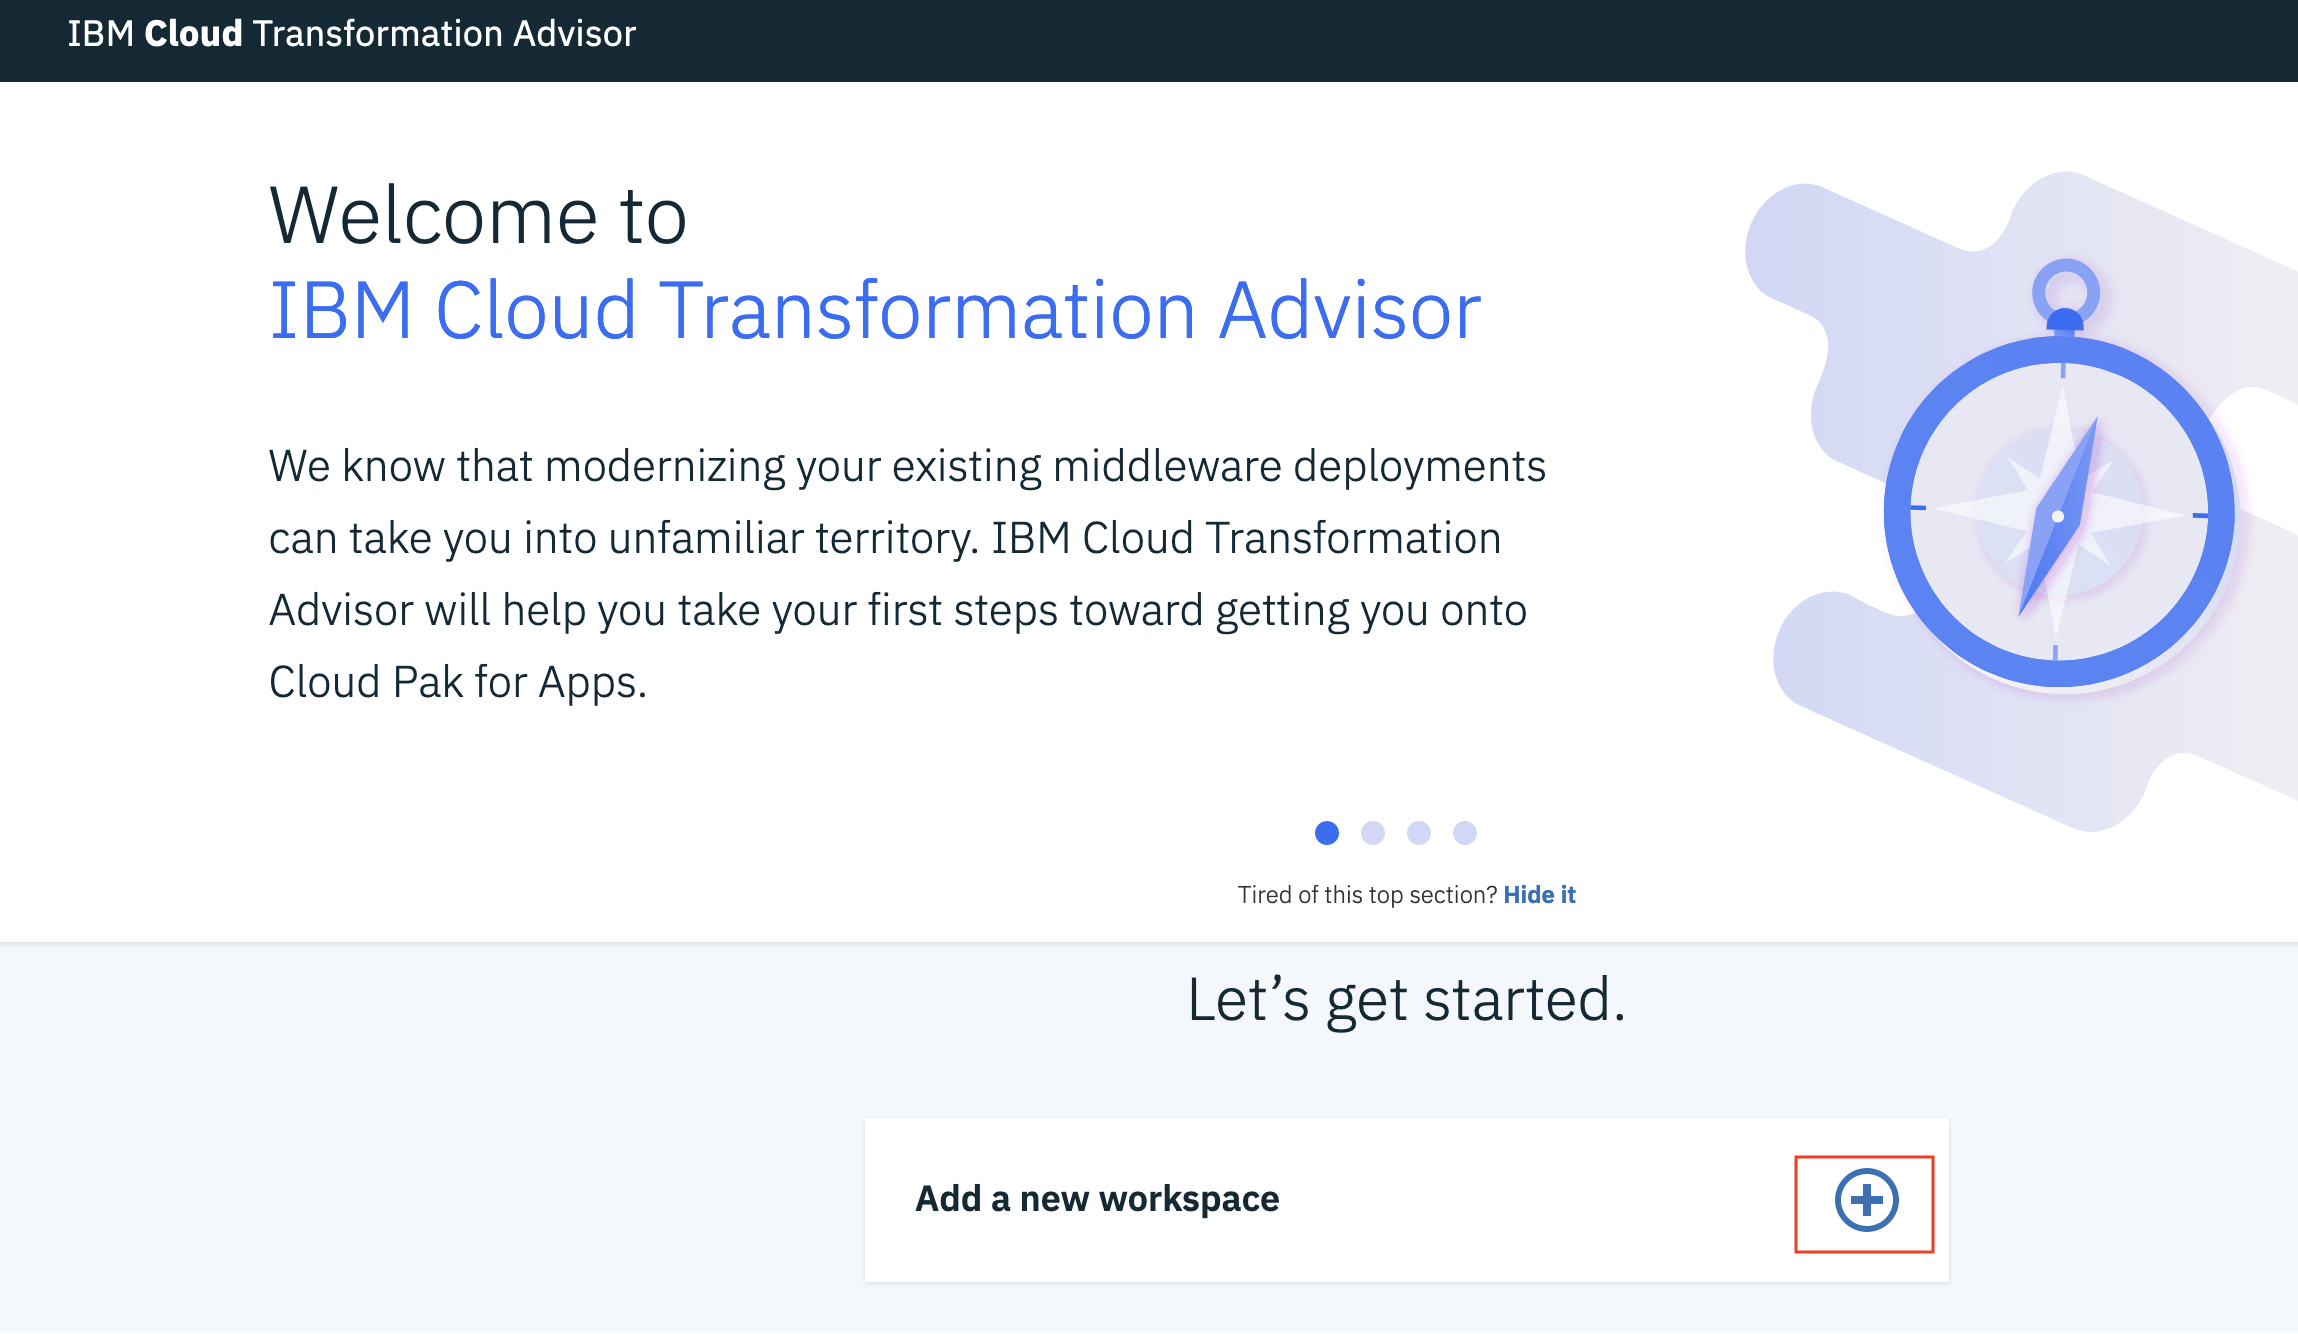 IBM Cloud Transformation Advisor
Welcome to
IBM Cloud Transformation Advisor
We know that modernizing your existing middleware deployments
can take you into unfamiliar territory. IBM Cloud Transformation
Advisor will help you take your first steps toward getting you onto
Cloud Pak for Apps.
Tired of this top section? Hide it
Let’s get started.
Add a new workspace